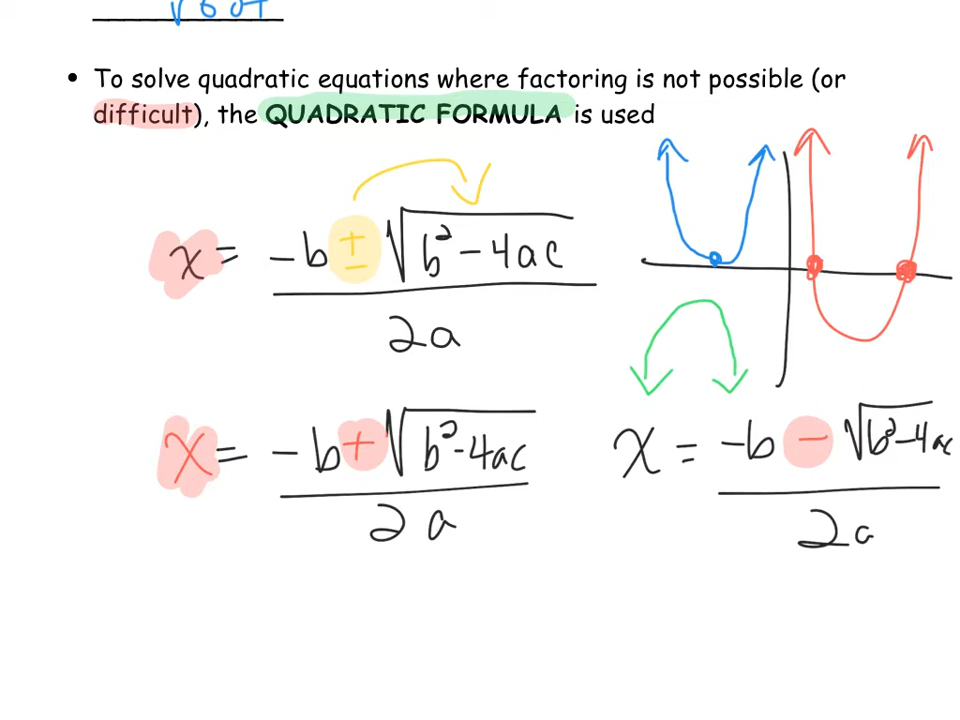 • To solve quadratic equations where factoring is not possible (or
difficult), the QUADRATIC FORMULA is used
x = -b ± √b² - 4ac
2a
x = -b + √b² - 4ac
2a
x = -b - √b² - 4ac
2a